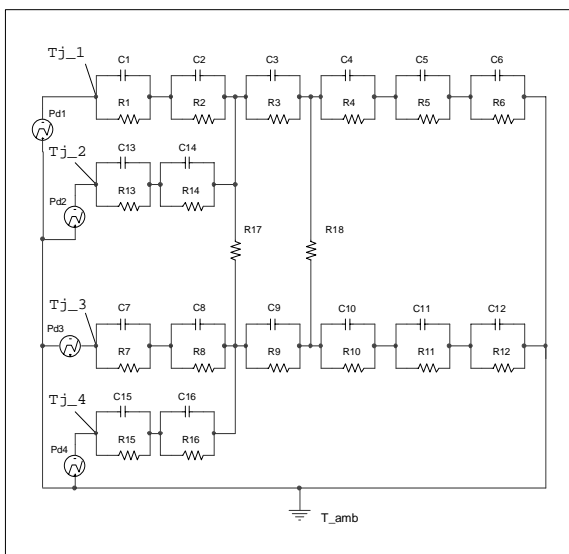 Tj_1
C1 C2 C3 C4 C5 C6
R1 R2 R3 R4 R5 R6
Pd1
Tj_2
C13 C14
R13 R14
Pd2
R17 R18
Tj_3
C7 C8 C9 C10 C11 C12
Pd3
R7 R8 R9 R10 R11 R12
Tj_4
C15 C16
R15 R16
Pd4
T_amb